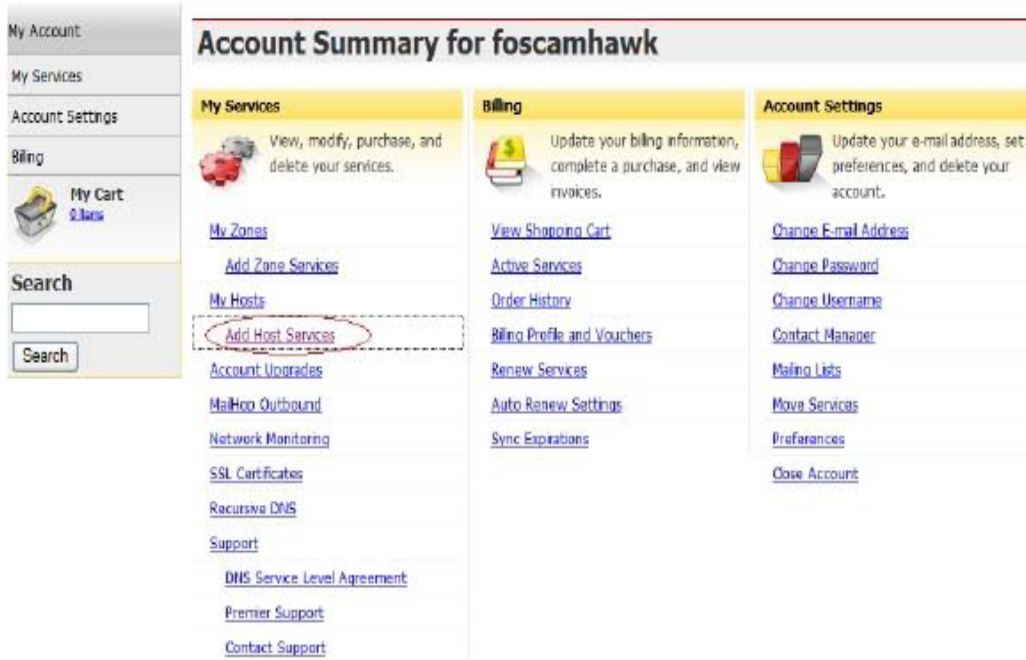 My Account
My Services
Account Settings
Billing
My Cart
0 Items
Search
Search
Account Summary for foscamhawk
My Services
View, modify, purchase, and
delete your services.
My Zones
Add Zone Services
My Hosts
Add Host Services
Account Upgrades
MailHop Outbound
Network Monitoring
SSL Certificates
Recursive DNS
Support
DNS Service Level Agreement
Premier Support
Contact Support
Billing
Update your billing information,
complete a purchase, and view
invoices.
View Shopping Cart
Active Services
Order History
Billing Profile and Vouchers
Renew Services
Auto Renew Settings
Sync Expirations
Account Settings
Update your e-mail address, set
preferences, and delete your
account.
Change E-mail Address
Change Password
Change Username
Contact Manager
Mailing Lists
Move Services
Preferences
Close Account